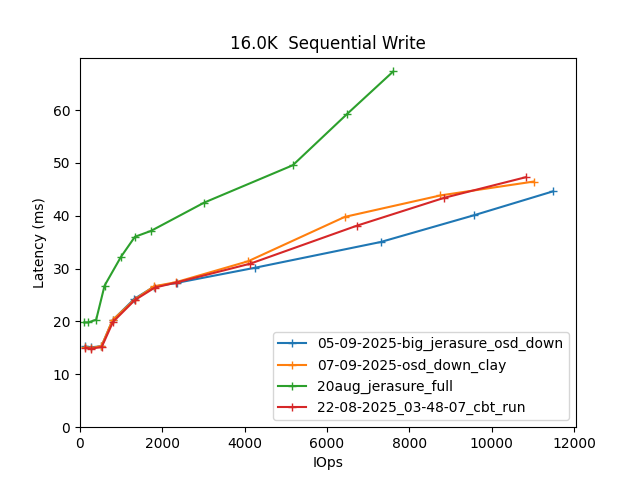 16.0K  Sequential Write
Latency (ms)
60
50
40
30
20
10
0
0 2000 4000 6000 8000 10000 12000
IOps
05-09-2025-big_jerasure_osd_down
07-09-2025-osd_down_clay
20aug_jerasure_full
22-08-2025_03-48-07_cbt_run